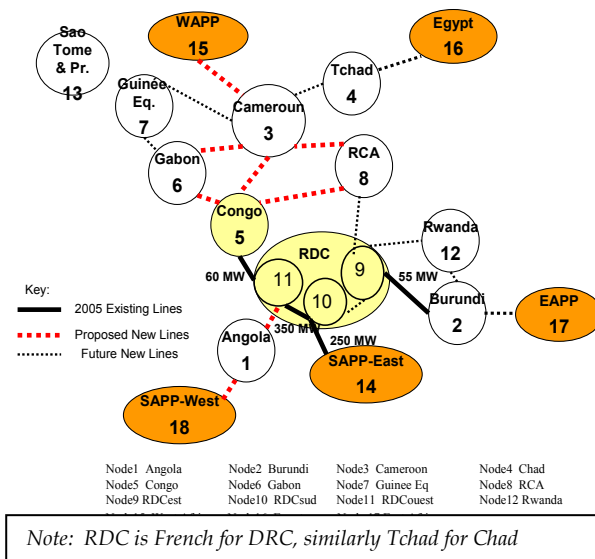 WAPP
15
Egypt
16
Sao
Tome
& Pr.
13
Tchad
4
Guinée
Eq.
7
Cameroun
3
Gabon
6
RCA
8
Congo
5
RDC
Rwanda
12
9
60 MW
11
55 MW
10
Key:
2005 Existing Lines
Proposed New Lines
Future New Lines
Burundi
2
EAPP
17
350 MW
250 MW
Angola
1
SAPP-East
14
SAPP-West
18
Node1 Angola Node2 Burundi Node3 Cameroon Node4 Chad
Node5 Congo Node6 Gabon Node7 Guinee Eq Node8 RCA
Node9 RDCest Node10 RDCsud Node11 RDCouest Node12 Rwanda
Note: RDC is French for DRC, similarly Tchad for Chad